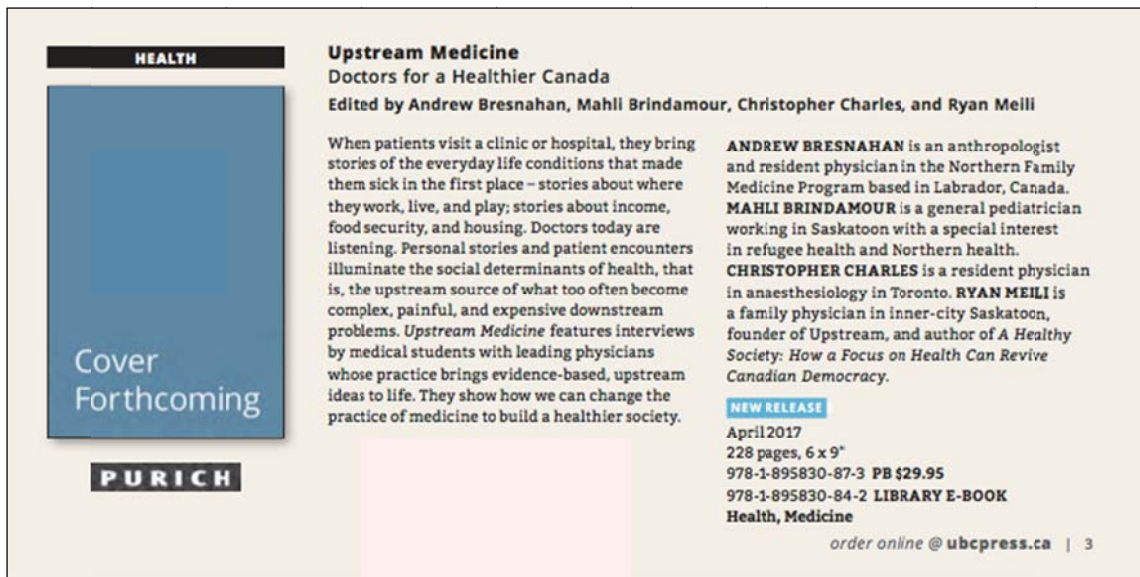 HEALTH
Cover
Forthcoming
PURICH
Upstream Medicine
Doctors for a Healthier Canada
Edited by Andrew Bresnahan, Mahli Brindamour, Christopher Charles, and Ryan Meili
When patients visit a clinic or hospital, they bring
stories of the everyday life conditions that made
them sick in the first place – stories about where
they work, live, and play; stories about income,
food security, and housing. Doctors today are
listening. Personal stories and patient encounters
illuminate the social determinants of health, that
is, the upstream source of what too often become
complex, painful, and expensive downstream
problems. Upstream Medicine features interviews
by medical students with leading physicians
whose practice brings evidence-based, upstream
ideas to life. They show how we can change the
practice of medicine to build a healthier society.
ANDREW BRESNAHAN is an anthropologist
and resident physician in the Northern Family
Medicine Program based in Labrador, Canada.
MAHLI BRINDAMOUR is a general pediatrician
working in Saskatoon with a special interest
in refugee health and Northern health.
CHRISTOPHER CHARLES is a resident physician
in anaesthesiology in Toronto. RYAN MEILI is
a family physician in inner-city Saskatoon,
founder of Upstream, and author of A Healthy
Society: How a Focus on Health Can Revive
Canadian Democracy.
NEW RELEASE
April 2017
228 pages, 6 x 9"
978-1-895830-87-3 PB $29.95
978-1-895830-84-2 LIBRARY E-BOOK
Health, Medicine
order online @ ubcpress.ca | 3